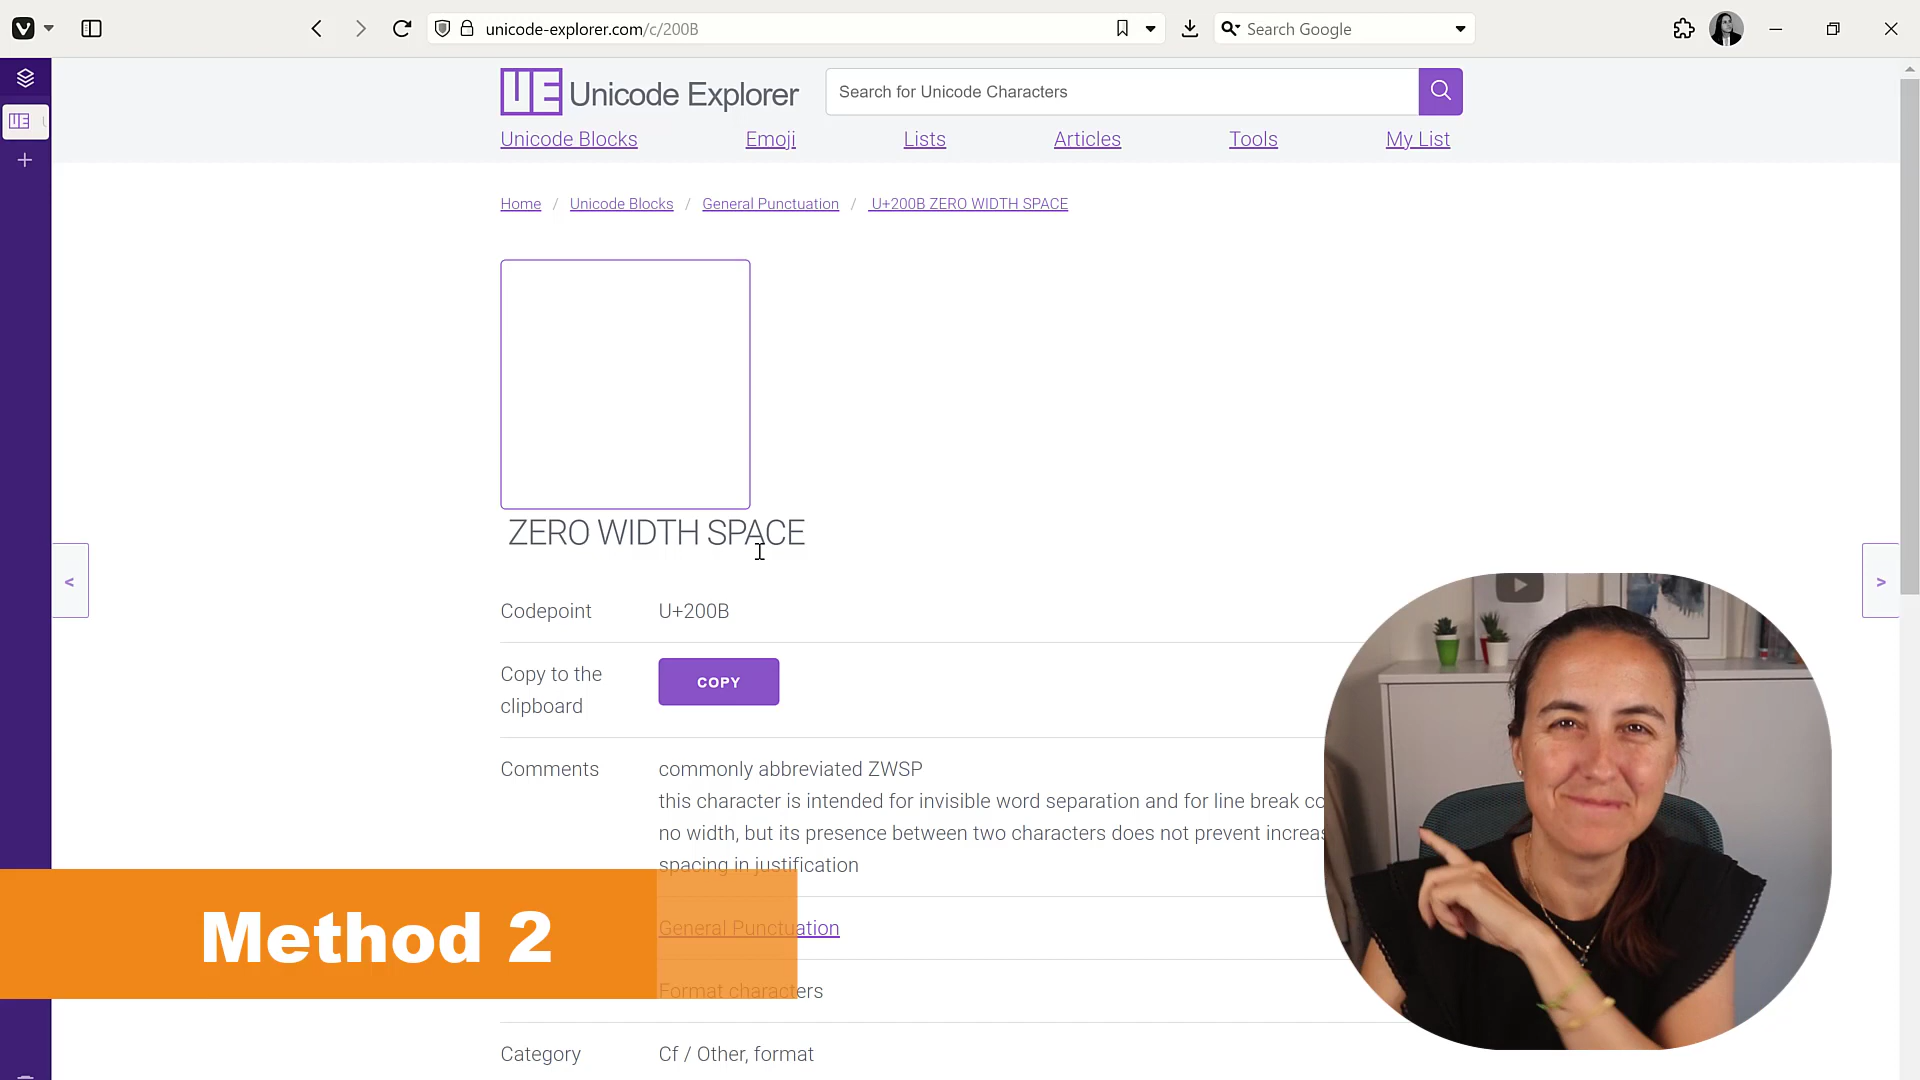 unicode-explorer.com/c/200B
Search Google
UE Unicode Explorer
Search for Unicode Characters
Unicode Blocks
Emoji
Lists
Articles
Tools
My List
Home / Unicode Blocks / General Punctuation / U+200B ZERO WIDTH SPACE
ZERO WIDTH SPACE
<
>
Codepoint
U+200B
Copy to the
clipboard
COPY
Comments
commonly abbreviated ZWSP
this character is intended for invisible word separation and for line break co
no width, but its presence between two characters does not prevent increas
spacing in justification
General Punctuation
Method 2
Format characters
Category
Cf / Other, format